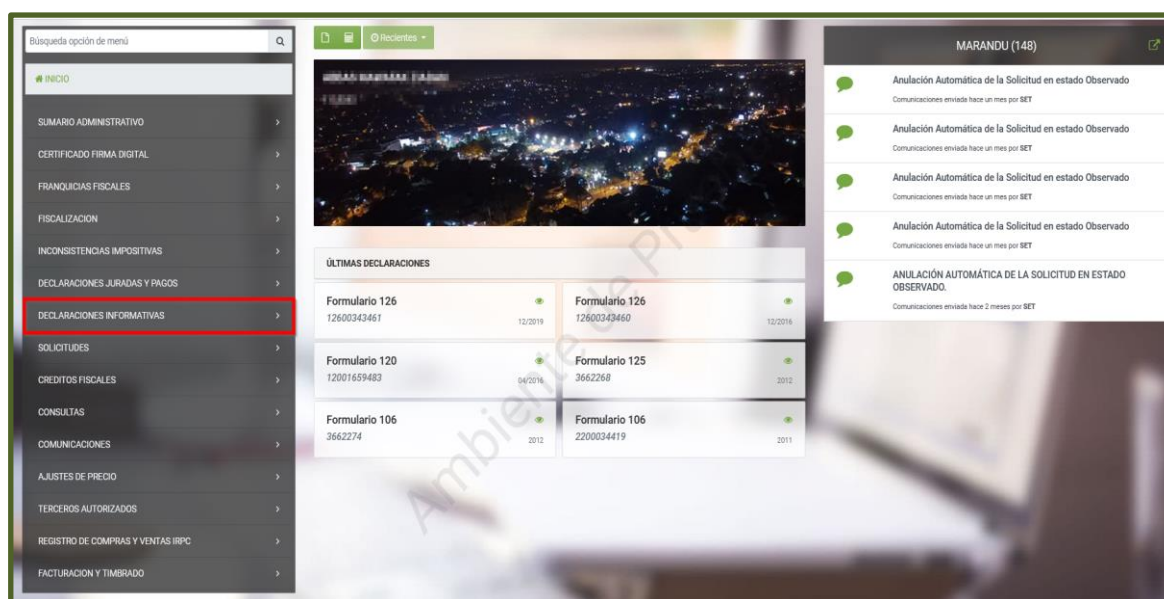 Búsqueda opción de menú
INICIO
SUMARIO ADMINISTRATIVO
CERTIFICADO FIRMA DIGITAL
FRANQUICIAS FISCALES
FISCALIZACION
INCONSISTENCIAS IMPOSITIVAS
DECLARACIONES JURADAS Y PAGOS
DECLARACIONES INFORMATIVAS
SOLICITUDES
CREDITOS FISCALES
CONSULTAS
COMUNICACIONES
AJUSTES DE PRECIO
TERCEROS AUTORIZADOS
REGISTRO DE COMPRAS Y VENTAS IRPC
FACTURACION Y TIMBRADO
Recientes
ÚLTIMAS DECLARACIONES
Formulario 126
12600343461
12/2019
Formulario 126
12600343460
12/2016
Formulario 120
12001659483
04/2016
Formulario 125
3662268
2012
Formulario 106
3662274
2012
Formulario 106
2200034419
2011
Ambiente de
MARANDU (148)
Anulación Automática de la Solicitud en estado Observado
Comunicaciones enviada hace un mes por SET
Anulación Automática de la Solicitud en estado Observado
Comunicaciones enviada hace un mes por SET
Anulación Automática de la Solicitud en estado Observado
Comunicaciones enviada hace un mes por SET
Anulación Automática de la Solicitud en estado Observado
Comunicaciones enviada hace un mes por SET
ANULACIÓN AUTOMÁTICA DE LA SOLICITUD EN ESTADO
OBSERVADO.
Comunicaciones enviada hace 2 meses por SET